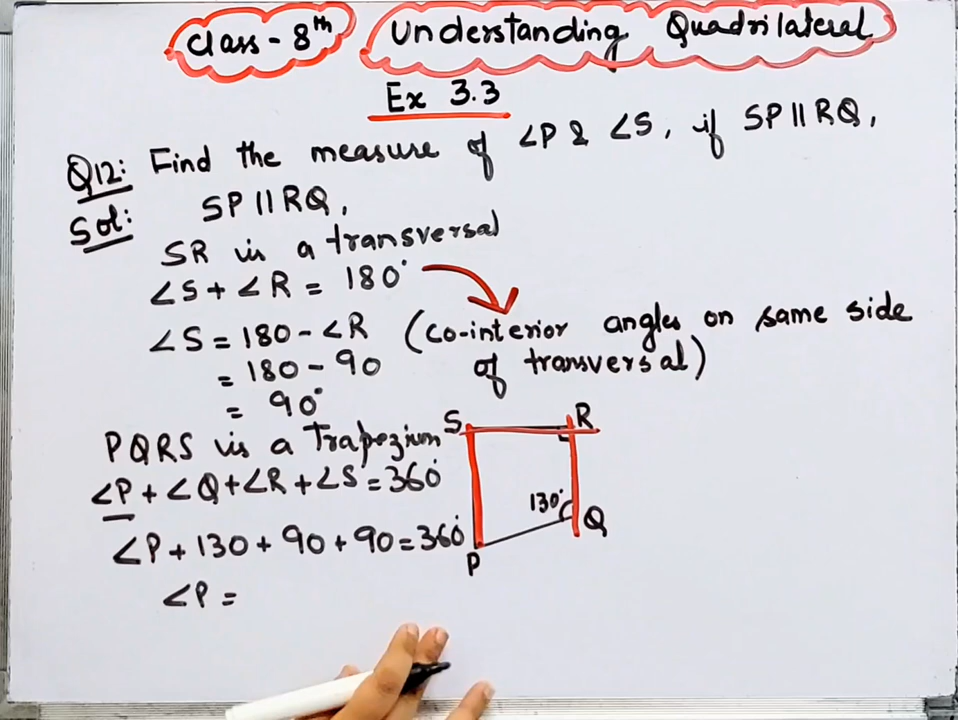 Class - 8th Understanding Quadrilateral
Ex 3.3
Q12: Find the measure of ∠P & ∠S, if SP || RQ,
Sol: SP || RQ,
SR is a transversal
∠S + ∠R = 180°
∠S = 180 - ∠R (Co-interior angles on same side
= 180 - 90 of transversal)
= 90°
PQRS is a Trapezium
∠P + ∠Q + ∠R + ∠S = 360°
∠P + 130 + 90 + 90 = 360°
∠P =
S R
130°
Q
P